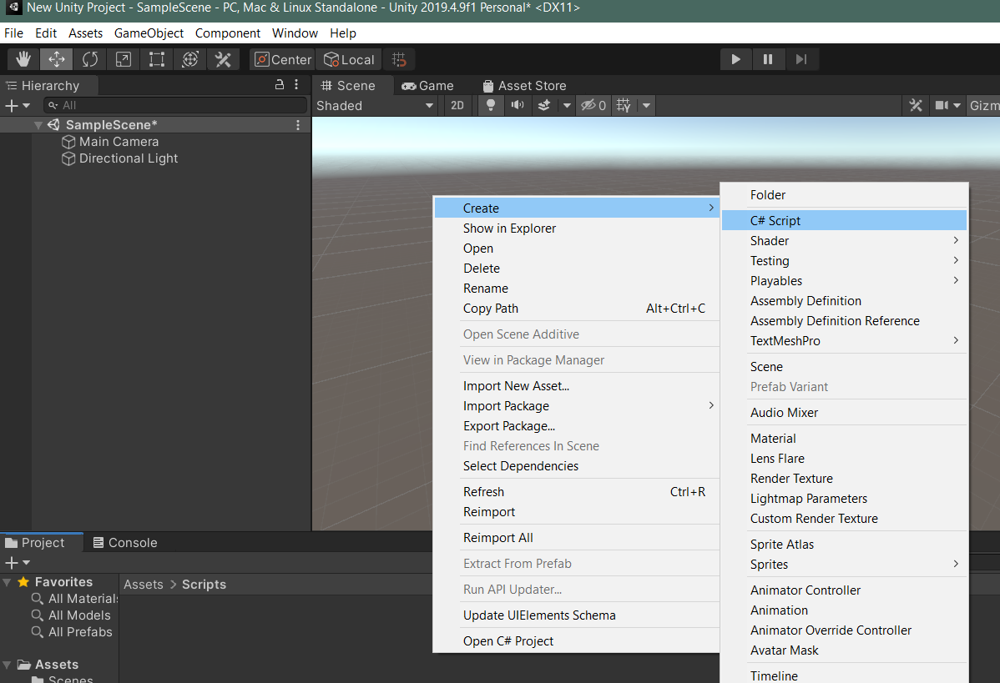 New Unity Project - SampleScene - PC, Mac & Linux Standalone - Unity 2019.4.9f1 Personal* <DX11>
File Edit Assets GameObject Component Window Help
Center Local
Hierarchy
All
SampleScene*
Main Camera
Directional Light
Scene Game Asset Store
Shaded 2D 0 Gizm
Create
Show in Explorer
Open
Delete
Rename
Copy Path Alt+Ctrl+C
Open Scene Additive
View in Package Manager
Import New Asset...
Import Package
Export Package...
Find References In Scene
Select Dependencies
Refresh Ctrl+R
Reimport
Reimport All
Extract From Prefab
Run API Updater...
Update UIElements Schema
Open C# Project
Folder
C# Script
Shader
Testing
Playables
Assembly Definition
Assembly Definition Reference
TextMeshPro
Scene
Prefab Variant
Audio Mixer
Material
Lens Flare
Render Texture
Lightmap Parameters
Custom Render Texture
Sprite Atlas
Sprites
Animator Controller
Animation
Animator Override Controller
Avatar Mask
Timeline
Project Console
Favorites
All Materials
All Models
All Prefabs
Assets
Scenes
Assets > Scripts